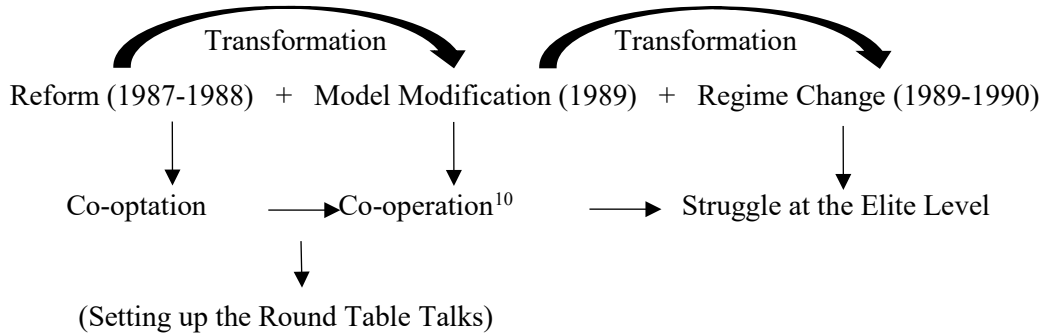 Transformation Transformation
Reform (1987-1988) + Model Modification (1989) + Regime Change (1989-1990)
Co-optation Co-operation10 Struggle at the Elite Level
(Setting up the Round Table Talks)